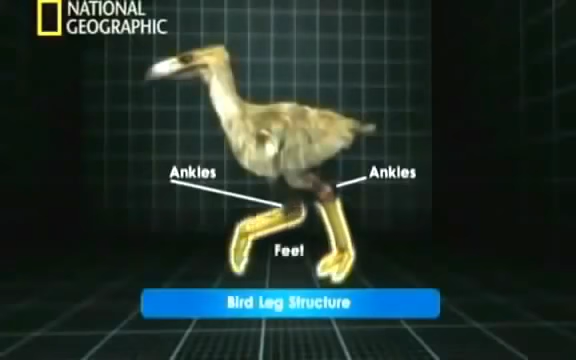 NATIONAL
GEOGRAPHIC
Ankles
Ankles
Feet
Bird Leg Structure